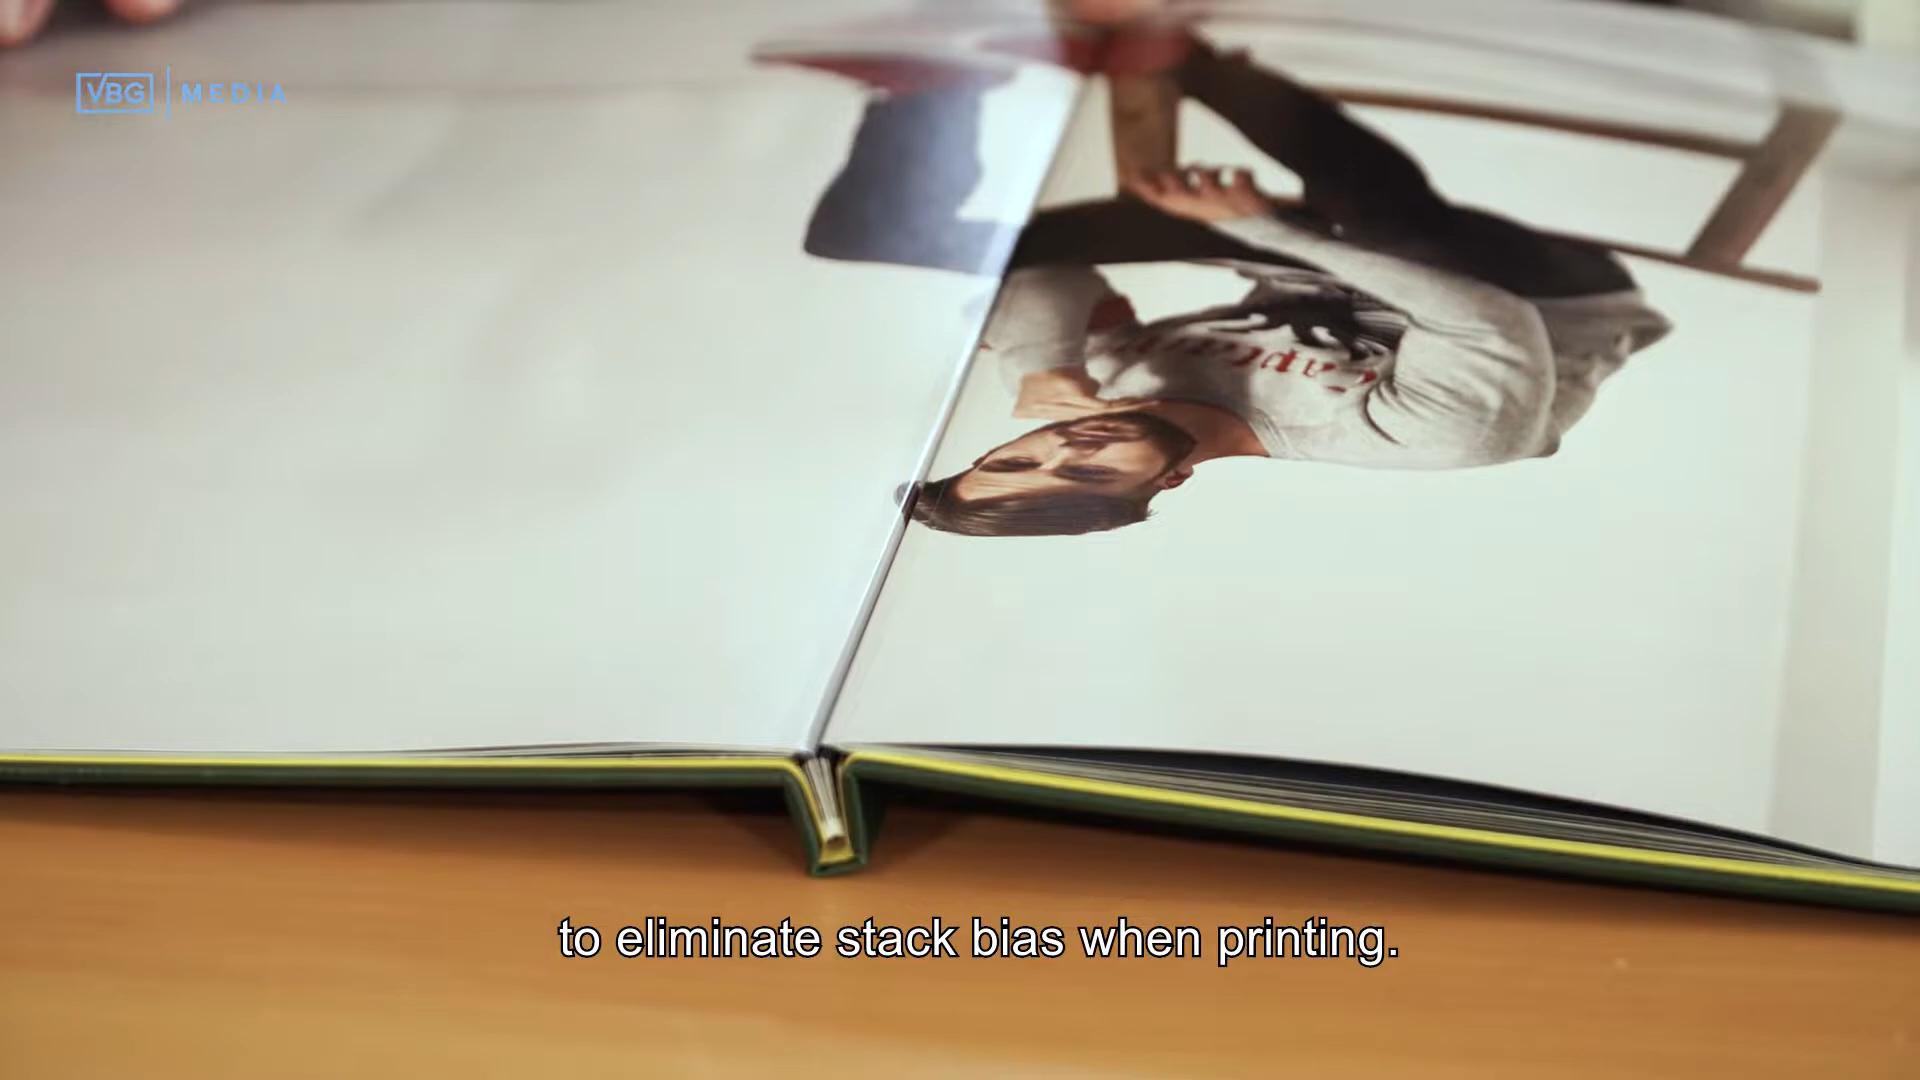 VBG | MEDIA
to eliminate stack bias when printing.